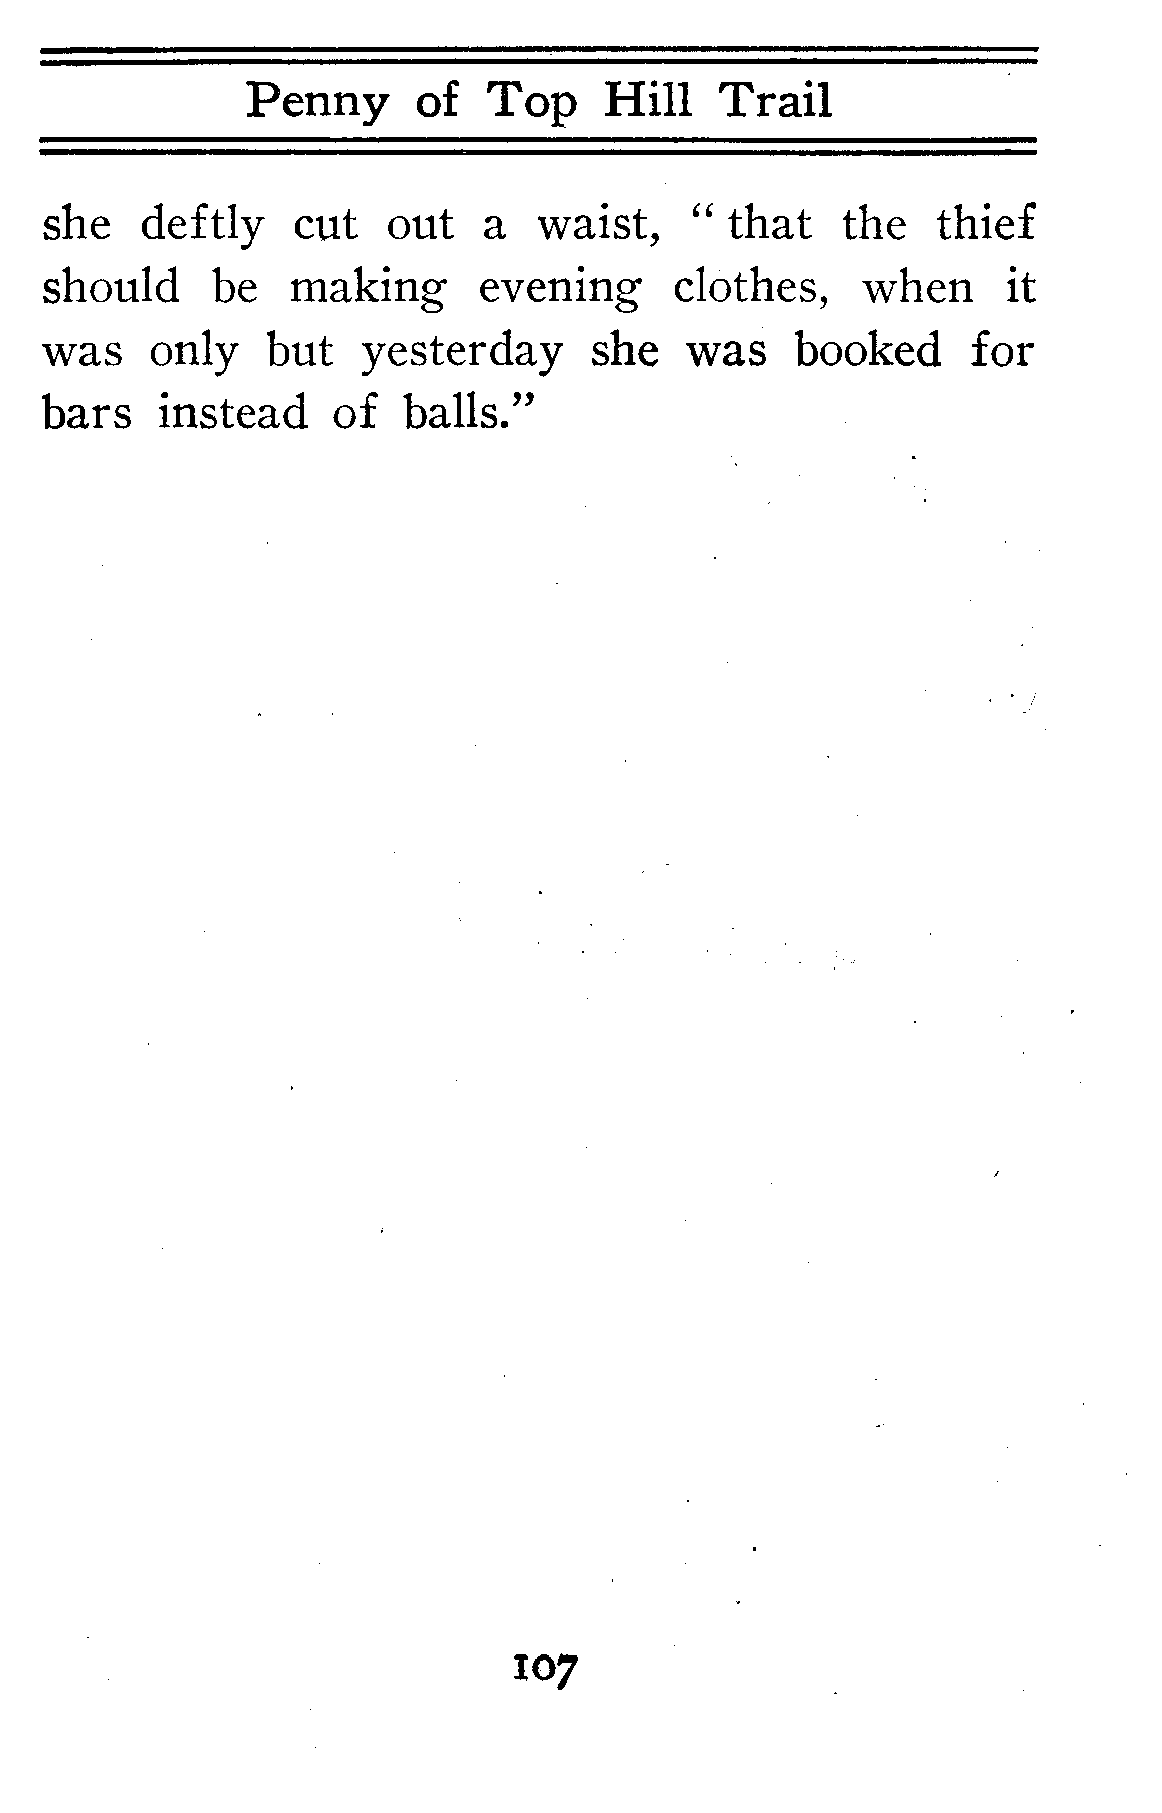 Penny of Top Hill Trail
she deftly cut out a waist, “ that the thief
should be making evening clothes, when it
was only but yesterday she was booked for
bars instead of balls.”
107